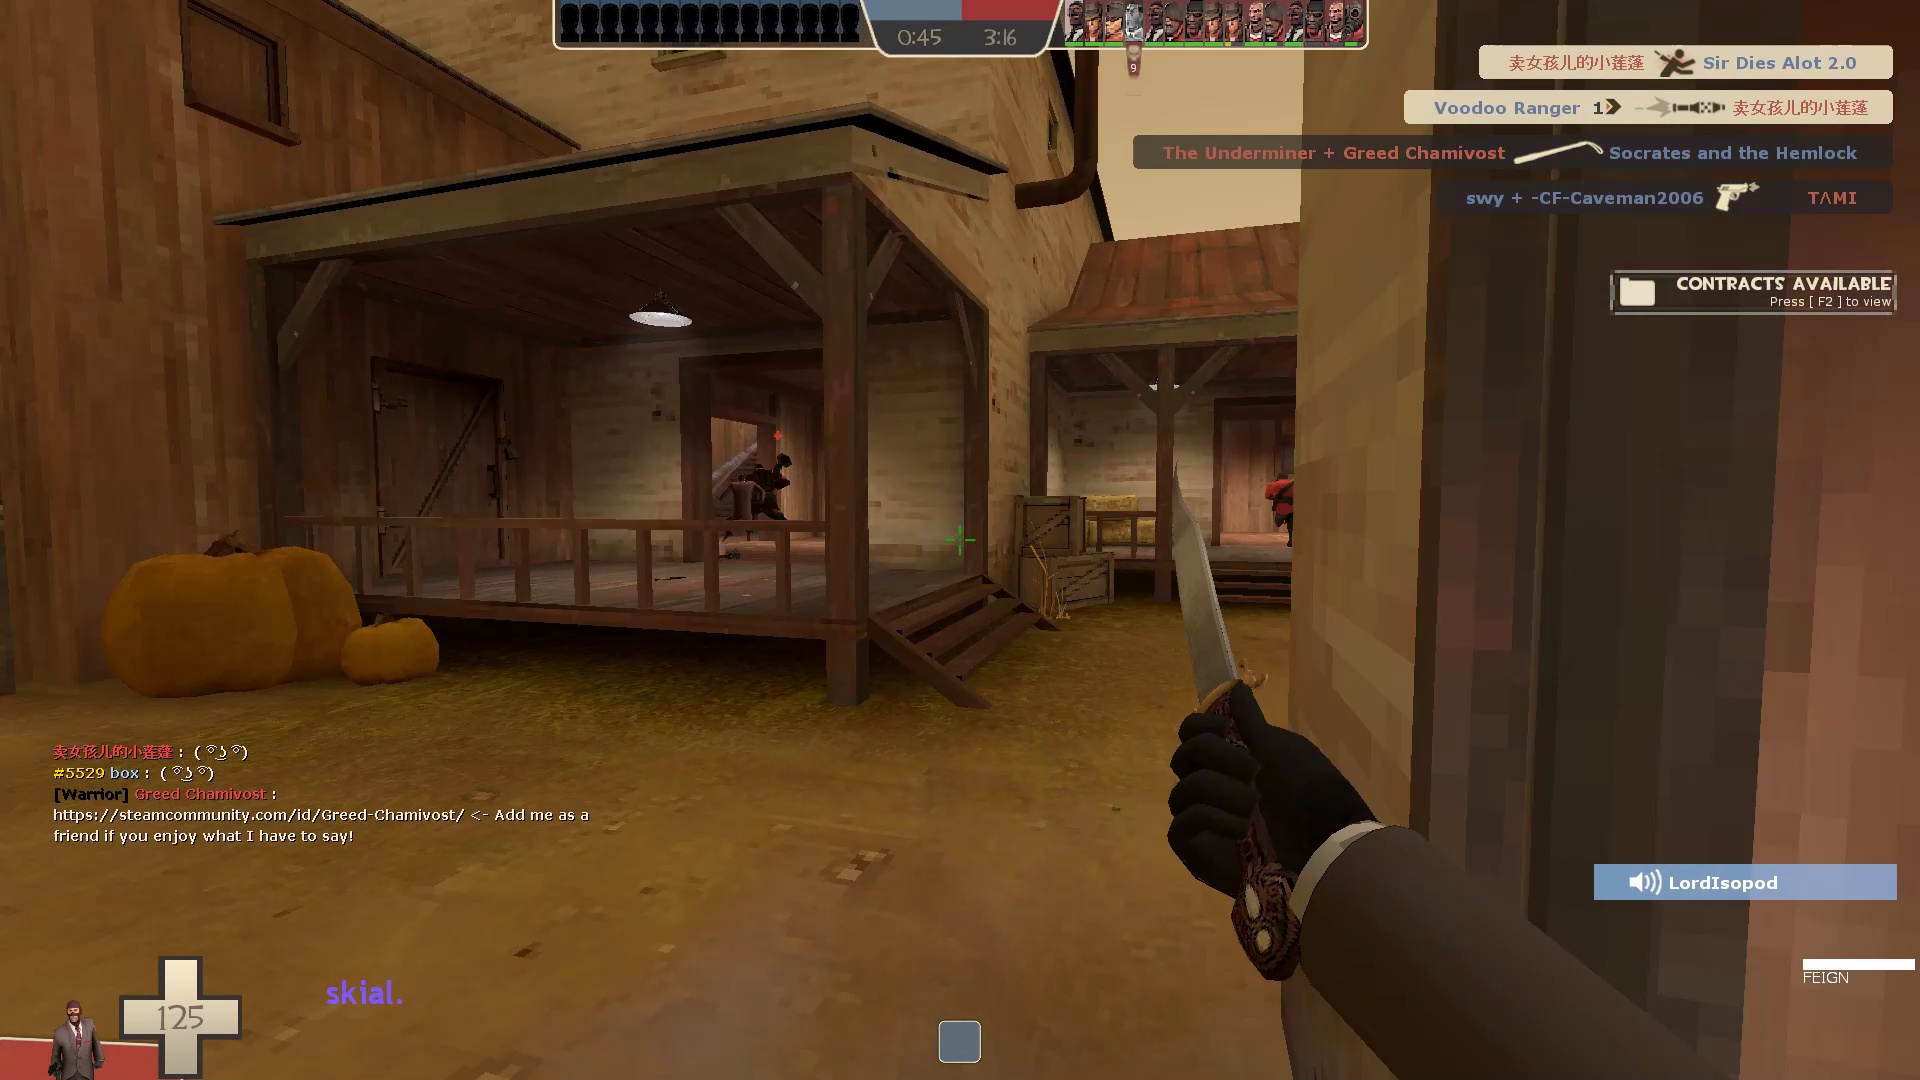 0:45 3:16
9
卖女孩儿的小莲蓬 Sir Dies Alot 2.0
Voodoo Ranger 1 卖女孩儿的小莲蓬
The Underminer + Greed Chamivost Socrates and the Hemlock
swy + -CF-Caveman2006 TΛMI
CONTRACTS AVAILABLE
Press [ F2 ] to view
卖女孩儿的小莲蓬 : ( ͡° ͜ʖ ͡°)
#5529 box : ( ͡° ͜ʖ ͡°)
[Warrior] Greed Chamivost :
https://steamcommunity.com/id/Greed-Chamivost/ <- Add me as a
friend if you enjoy what I have to say!
LordIsopod
FEIGN
skial.
125